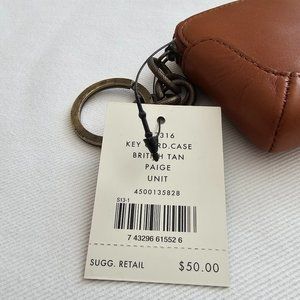 316
KEY CARD.CASE
BRITISH TAN
PAIGE
UNIT
4500135828
S13-1
7 43296 61552 6
SUGG. RETAIL $50.00